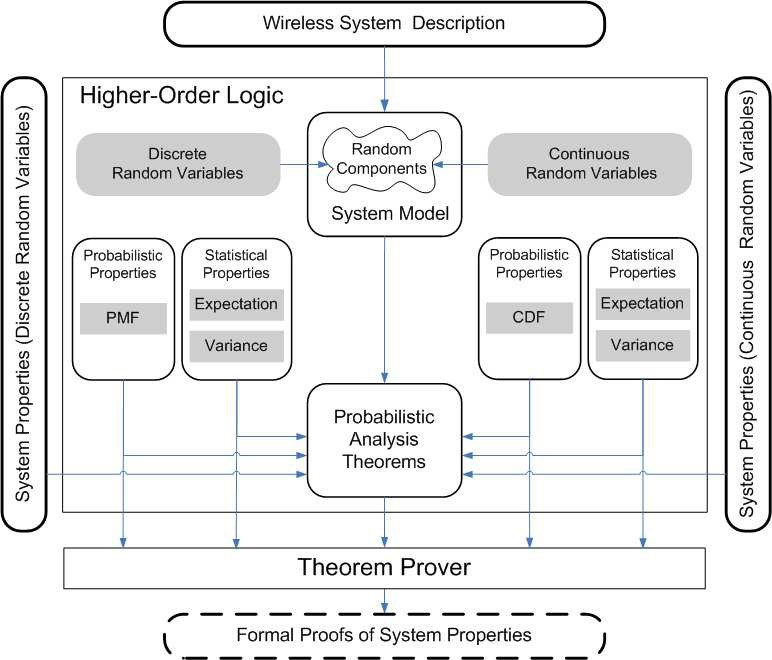 Wireless System Description
Higher-Order Logic
System Properties (Discrete Random Variables)
Discrete
Random Variables
Random
Components
System Model
Continuous
Random Variables
System Properties (Continuous Random Variables)
Probabilistic
Properties
PMF
Statistical
Properties
Expectation
Variance
Probabilistic
Properties
CDF
Statistical
Properties
Expectation
Variance
Probabilistic
Analysis
Theorems
Theorem Prover
Formal Proofs of System Properties